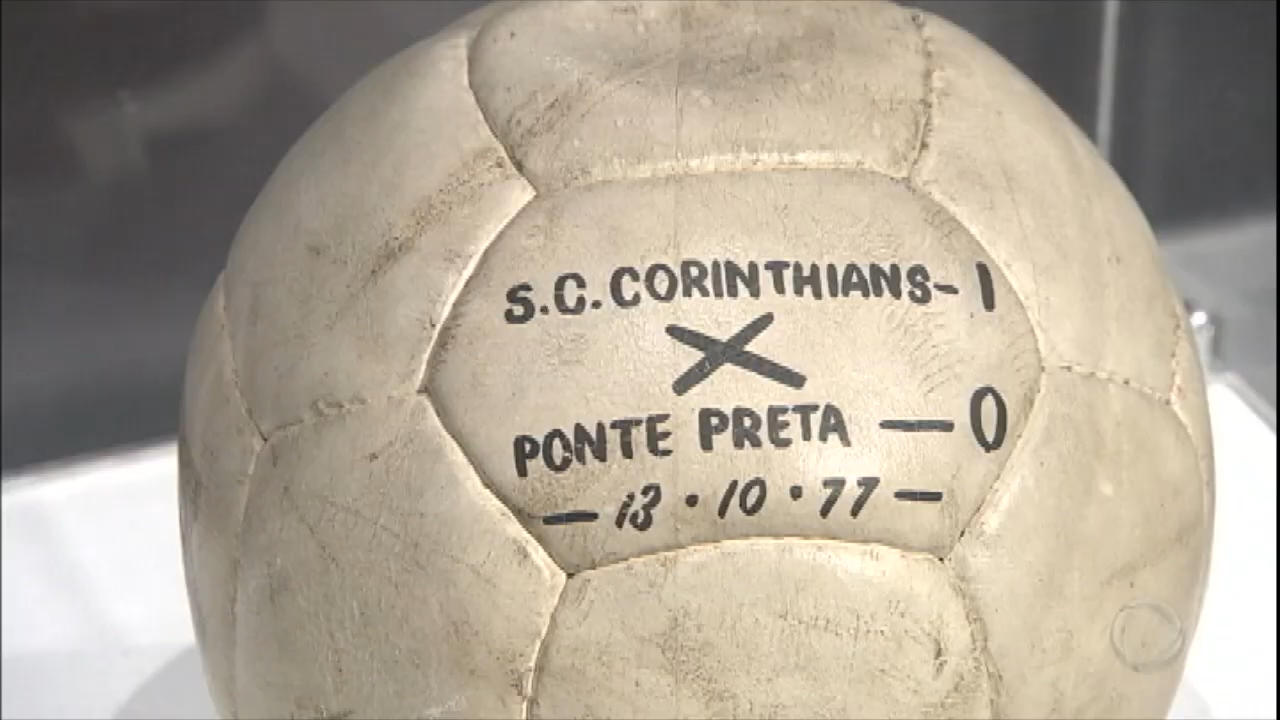 S.C. CORINTHIANS - 1
X
PONTE PRETA — 0
— 13 • 10 • 77 —